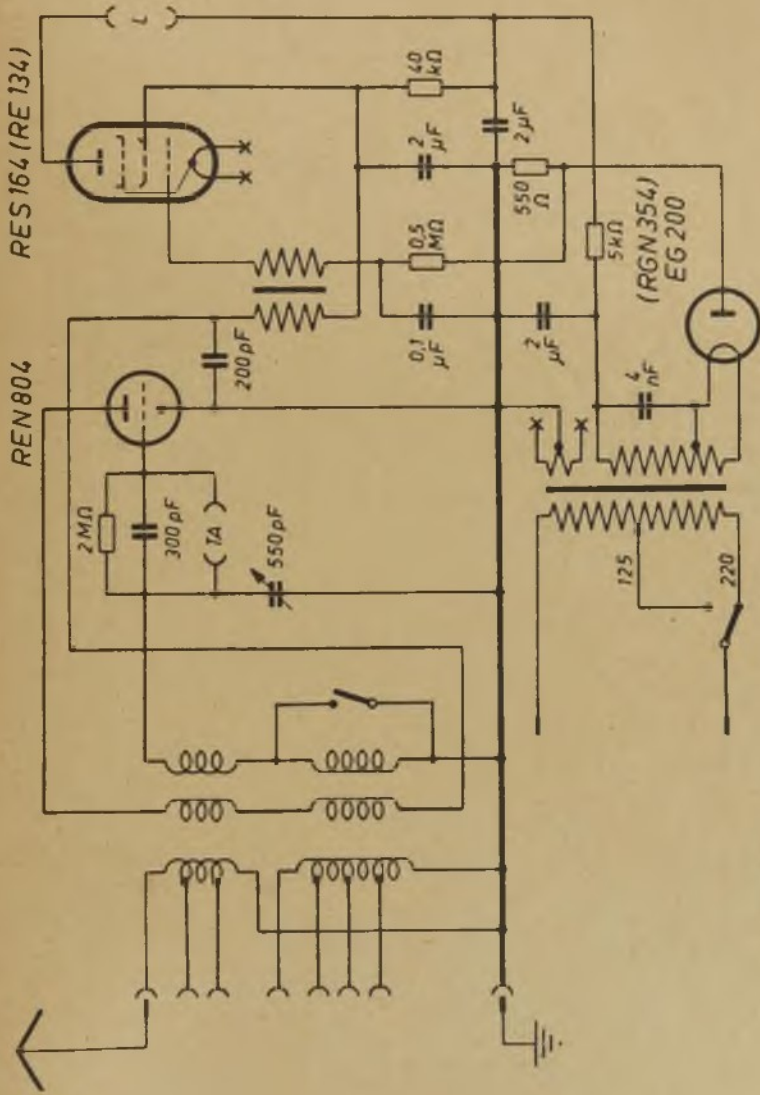 REN804
RES164 (RE134)
2MΩ
300pF
TA
550pF
200pF
L
0,1
µF
0,5
MΩ
2
µF
40
kΩ
2µF
2
µF
550
Ω
5kΩ
(RGN354)
EG200
4
nF
125
220